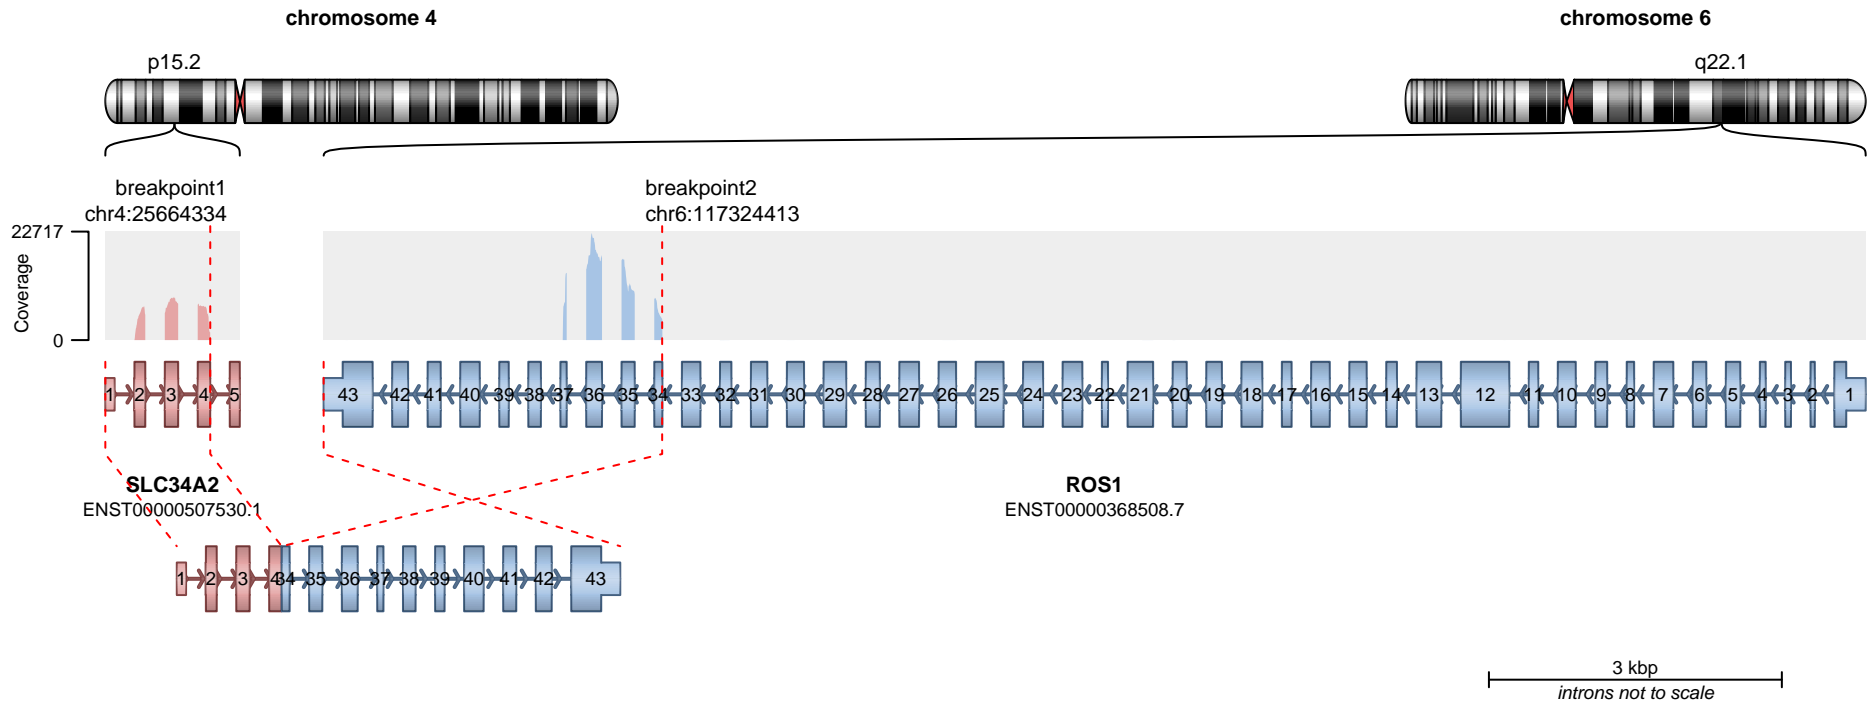 chromosome 4
chromosome 6
p15.2
q22.1
breakpoint1
chr4:25664334
breakpoint2
chr6:117324413
22717
Coverage
0
1 2 3 4 5
43 42 41 40 39 38 37 36 35 34 33 32 31 30 29 28 27 26 25 24 23 22 21 20 19 18 17 16 15 14 13 12 11 10 9 8 7 6 5 4 3 2 1
SLC34A2
ENST00000507530.1
ROS1
ENST00000368508.7
1 2 3 4 34 35 36 37 38 39 40 41 42 43
3 kbp
introns not to scale